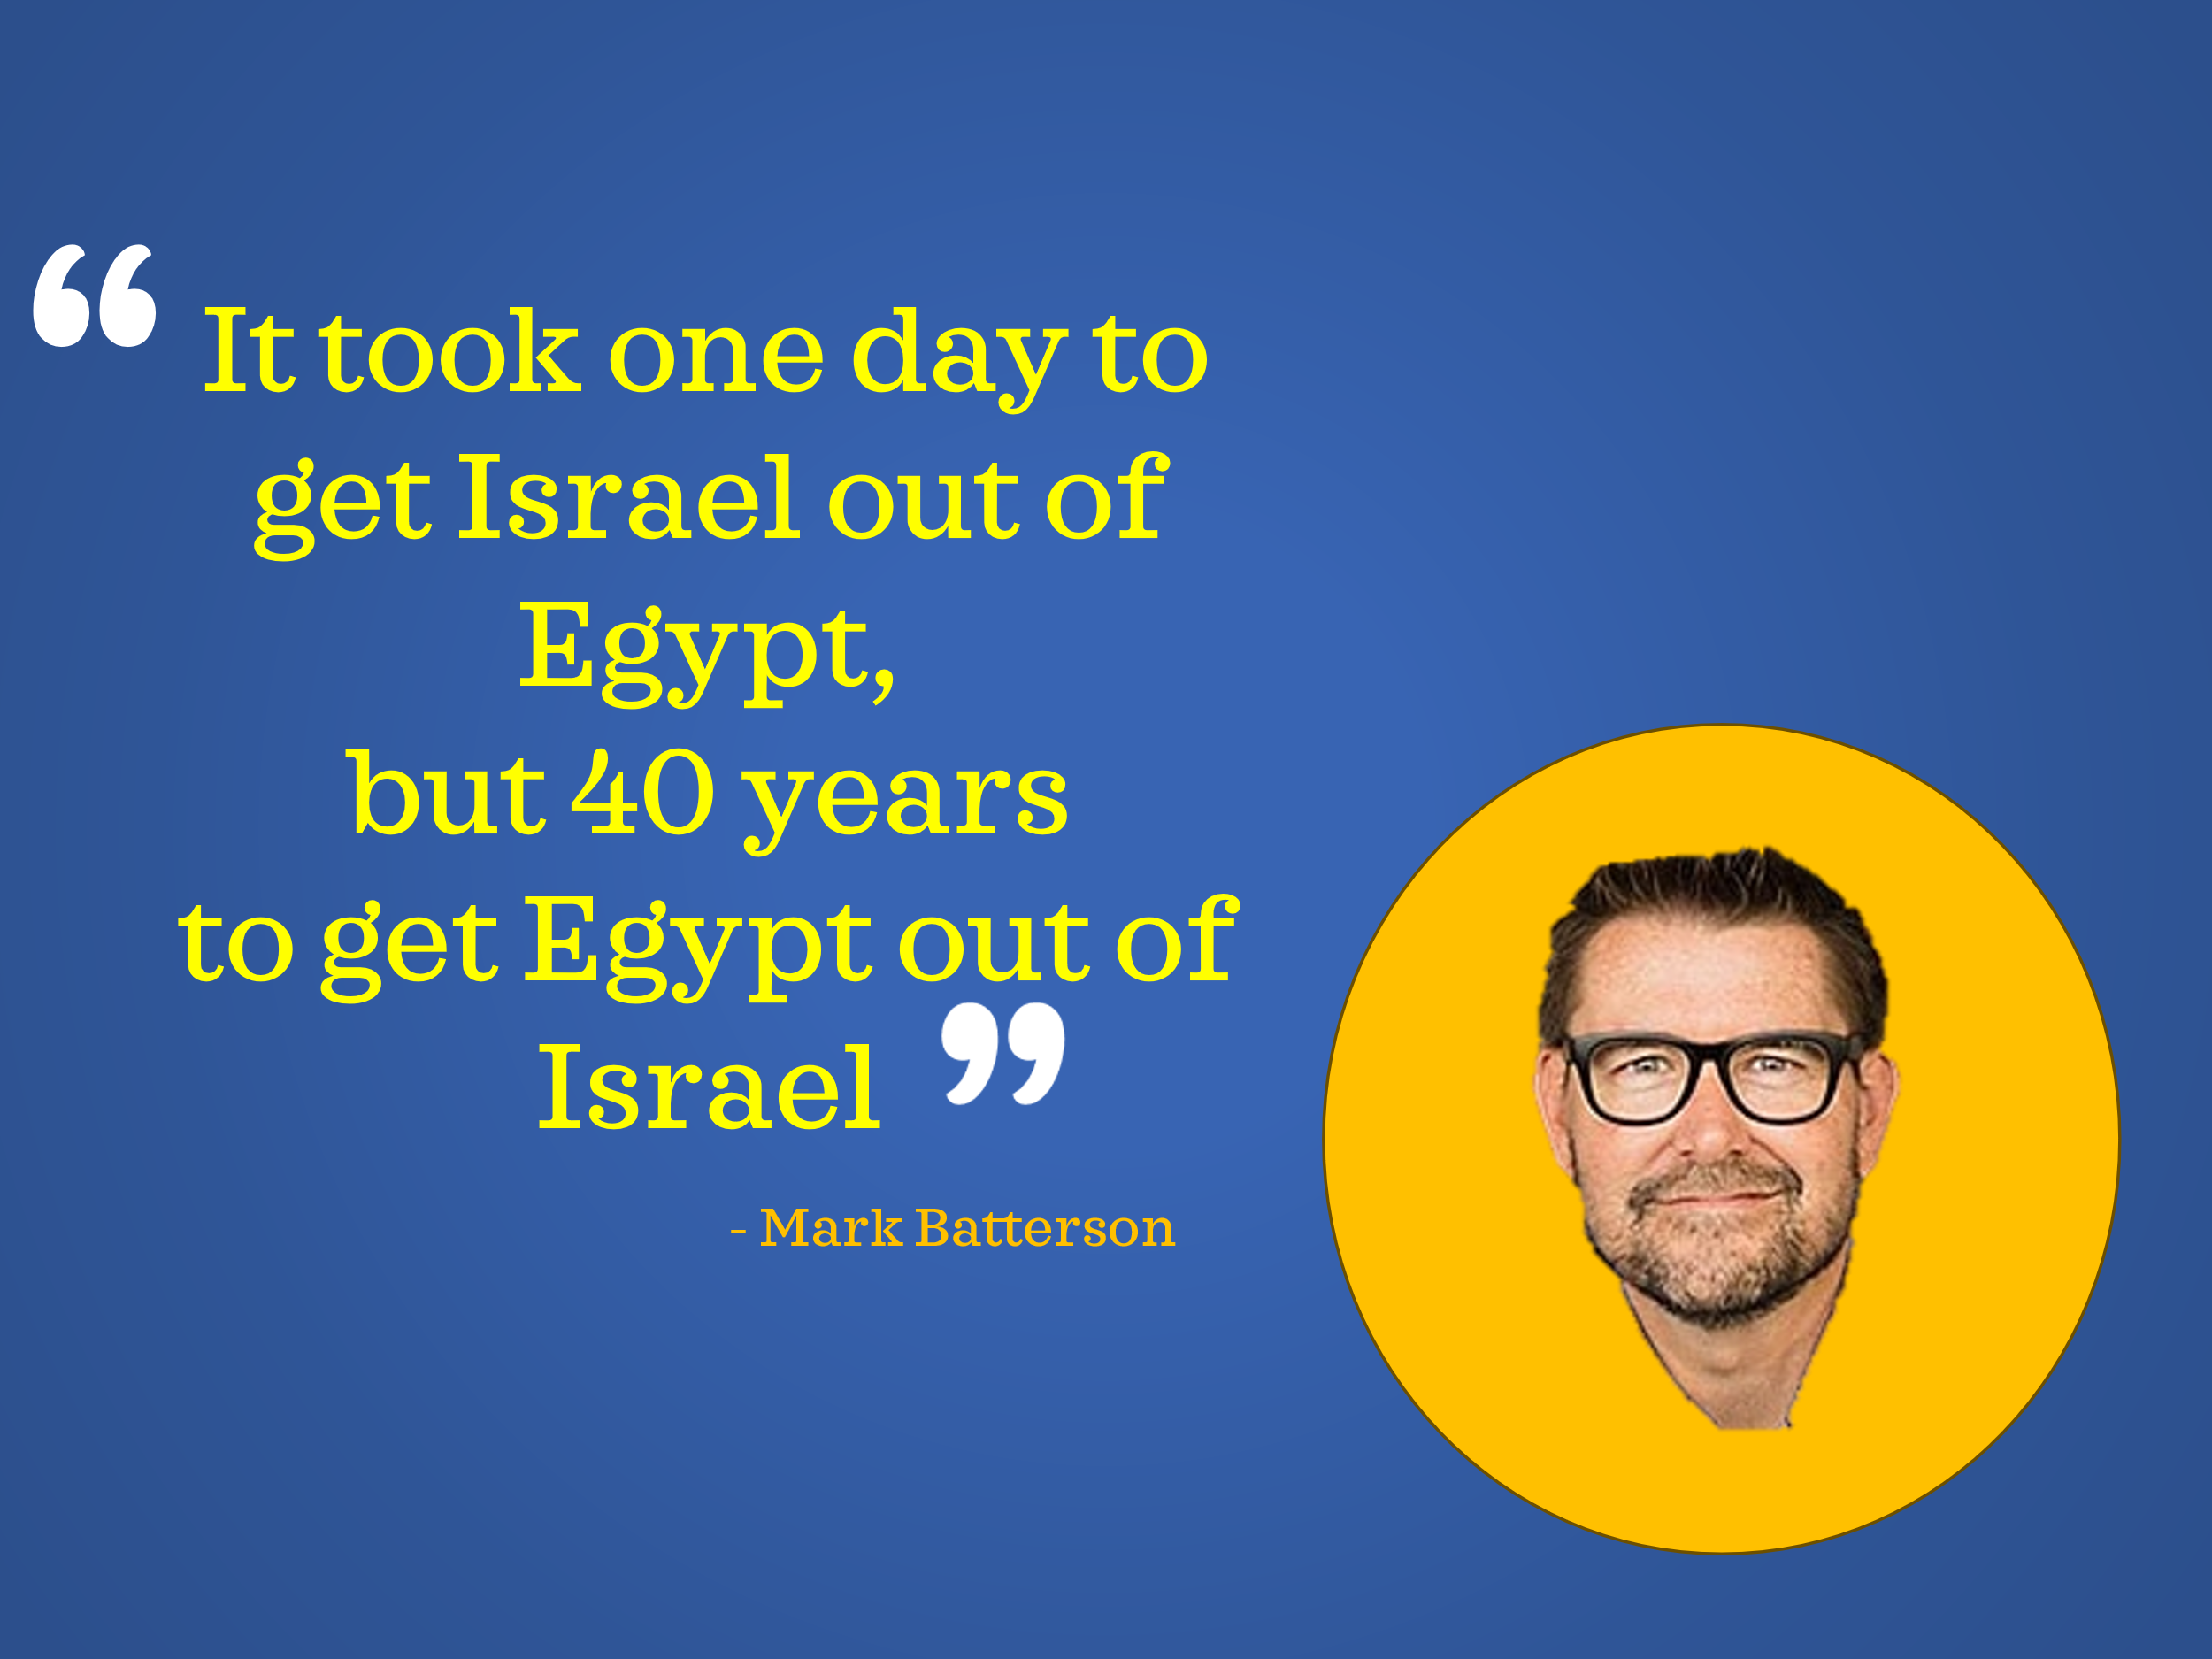 “ It took one day to
get Israel out of
Egypt,
but 40 years
to get Egypt out of
Israel ”
- Mark Batterson